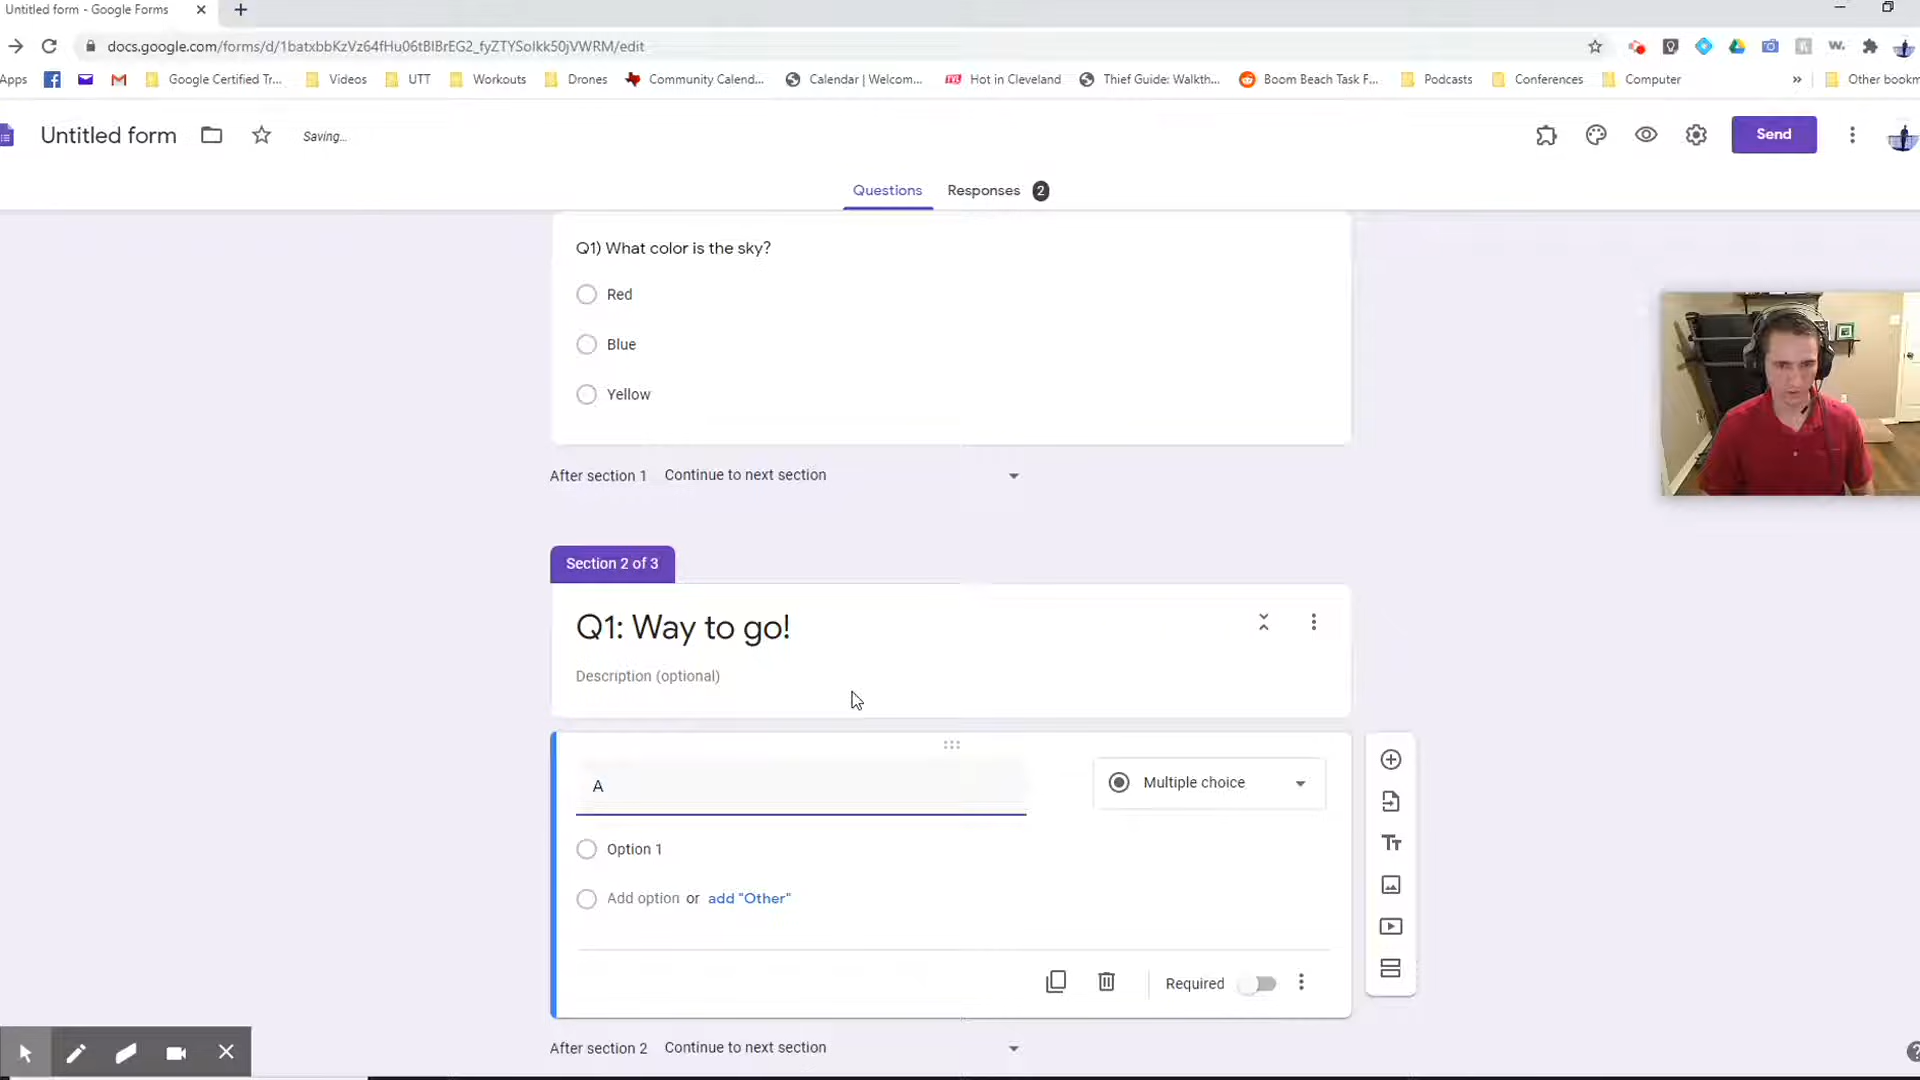 Untitled form - Google Forms
docs.google.com/forms/d/1batxbbKzVz64fHu06tBIBrEG2_fyZTYSoIkk50jVWRM/edit
Apps
Google Certified Tr...
Videos
UTT
Workouts
Drones
Community Calend...
Calendar | Welcom...
Hot in Cleveland
Thief Guide: Walkth...
Boom Beach Task F...
Podcasts
Conferences
Computer
»
Other bookm
Untitled form
Saving...
Send
Questions
Responses 2
Q1) What color is the sky?
Red
Blue
Yellow
After section 1 Continue to next section
Section 2 of 3
Q1: Way to go!
Description (optional)
A
Multiple choice
Option 1
Add option or add "Other"
Required
After section 2 Continue to next section